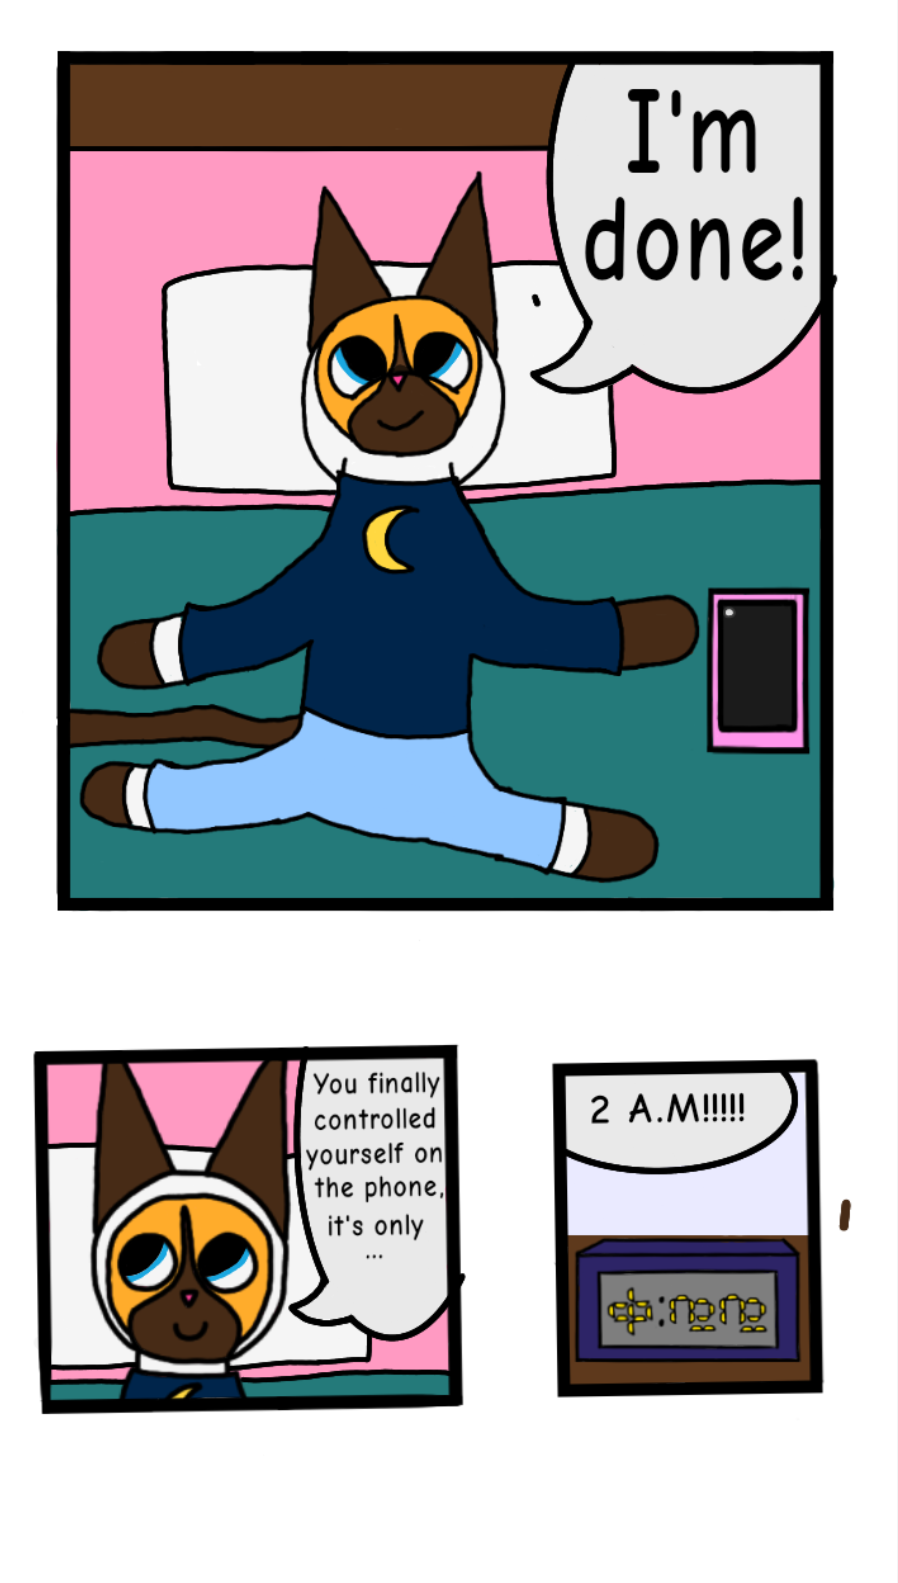 I'm
done!
You finally
controlled
yourself on
the phone,
it's only
...
2 A.M!!!!!